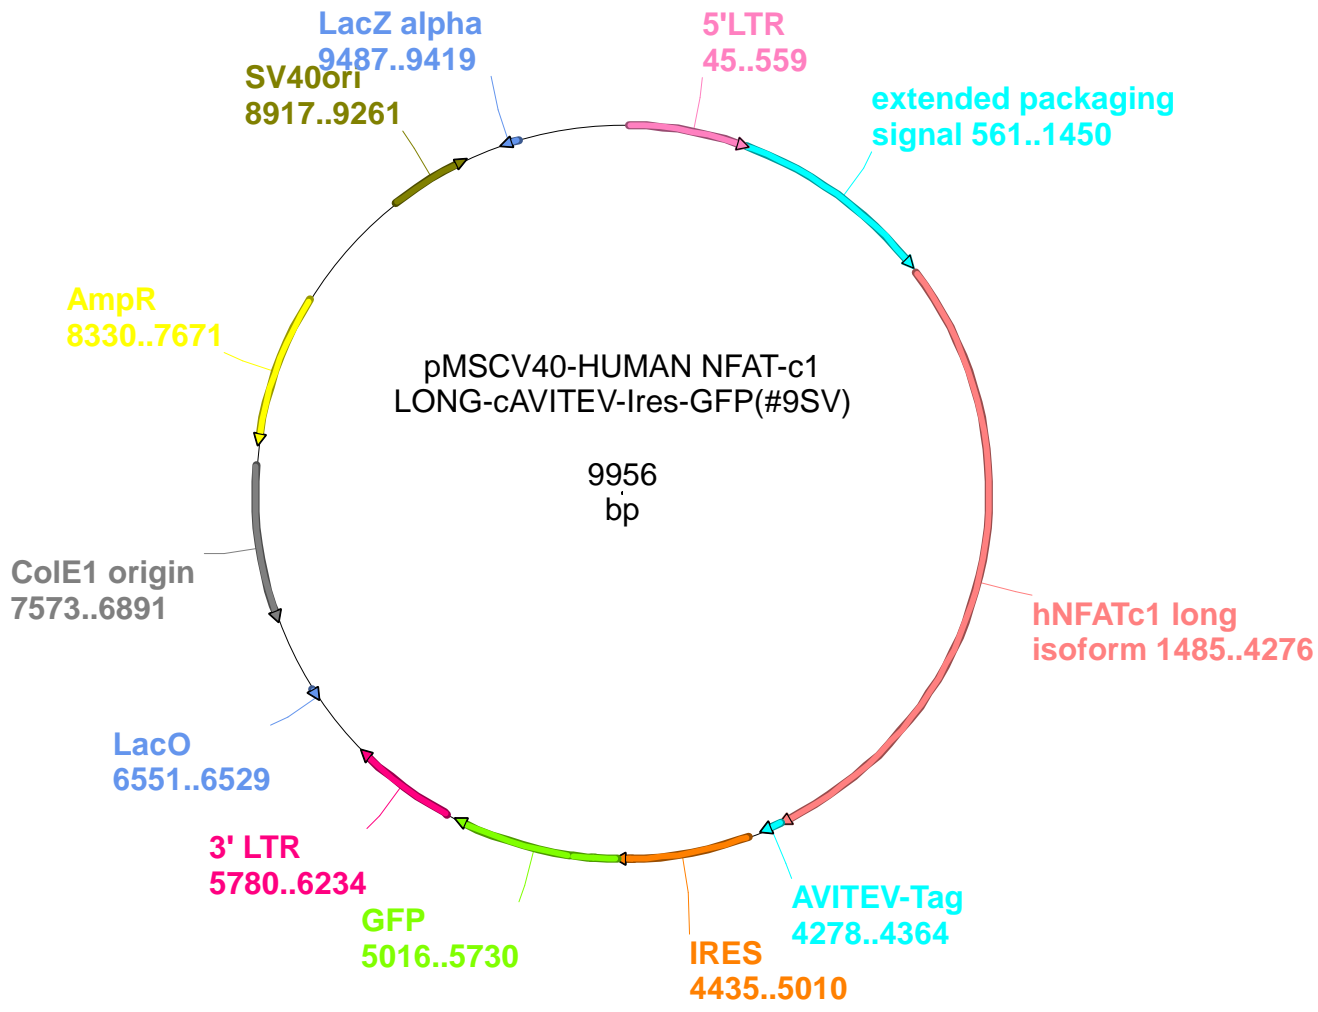 LacZ alpha
9487..9419
5'LTR
45..559
SV40ori
8917..9261
extended packaging
signal 561..1450
AmpR
8330..7671
pMSCV40-HUMAN NFAT-c1
LONG-cAVITEV-Ires-GFP(#9SV)
9956
bp
ColE1 origin
7573..6891
hNFATc1 long
isoform 1485..4276
LacO
6551..6529
3' LTR
5780..6234
GFP
5016..5730
AVITEV-Tag
4278..4364
IRES
4435..5010